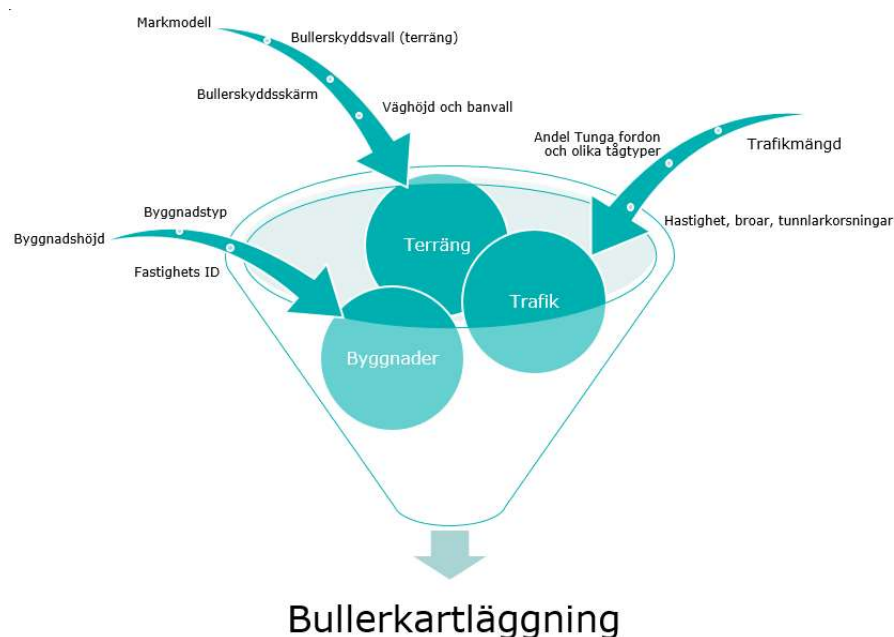 Markmodell
Bullerskyddsvall (terräng)
Bullerskyddsskärm
Väghöjd och banvall
Andel Tunga fordon
och olika tågtyper
Trafikmängd
Hastighet, broar, tunnlarkorsningar
Byggnadstyp
Byggnadshöjd
Fastighets ID
Terräng
Trafik
Byggnader
Bullerkartläggning